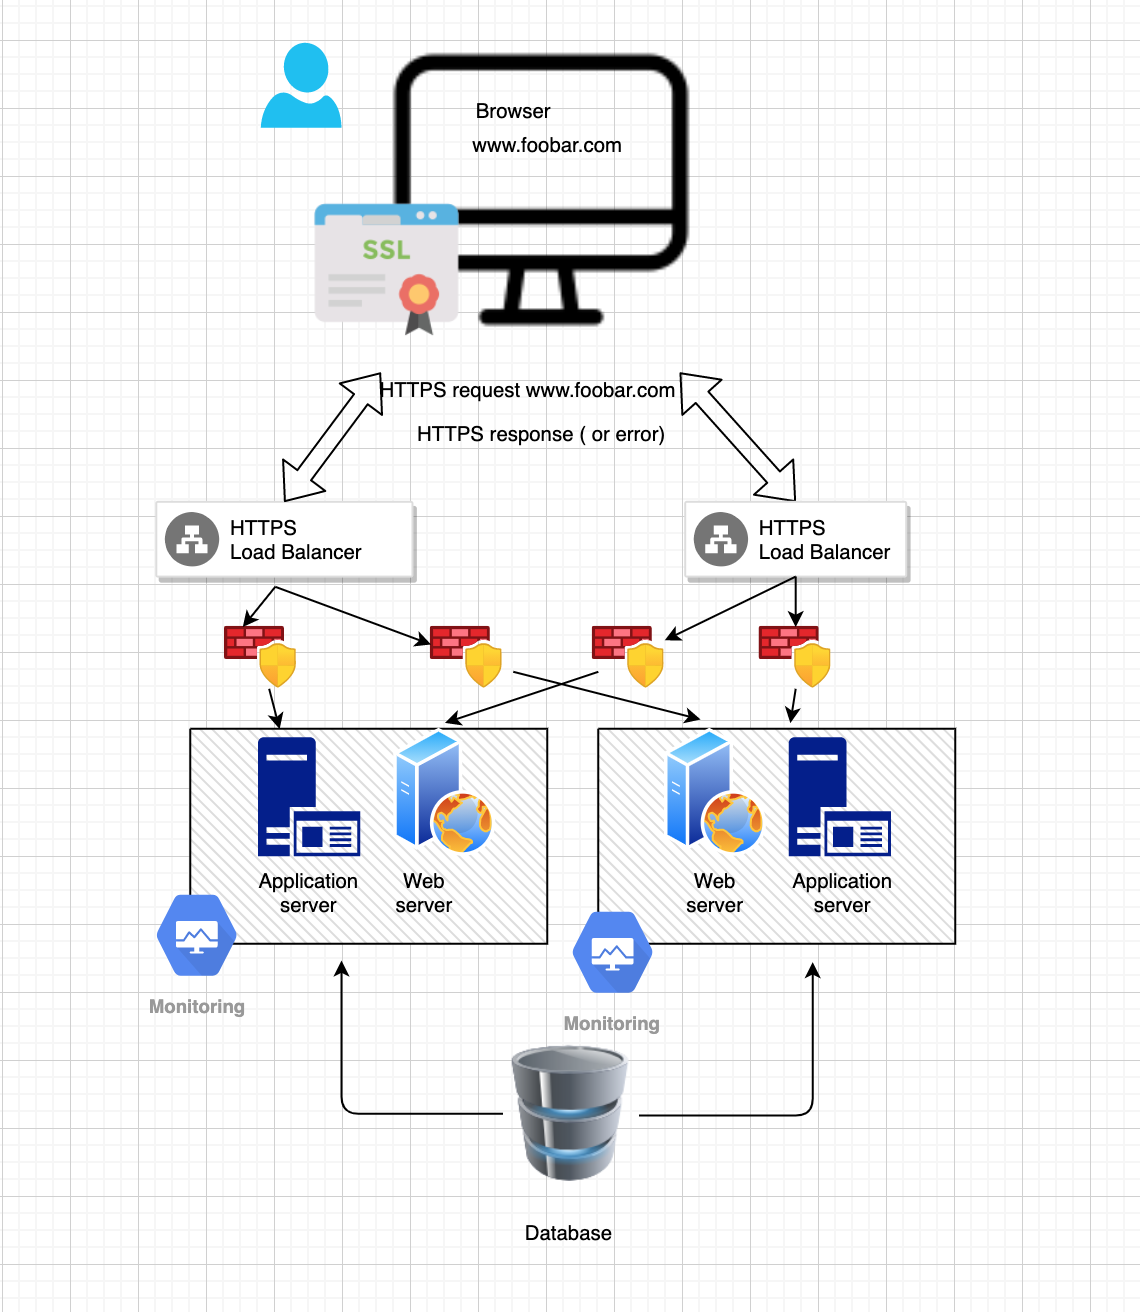 Browser
www.foobar.com
SSL
HTTPS request www.foobar.com
HTTPS response ( or error)
HTTPS
Load Balancer
HTTPS
Load Balancer
Application
server
Web
server
Web
server
Application
server
Monitoring
Monitoring
Database